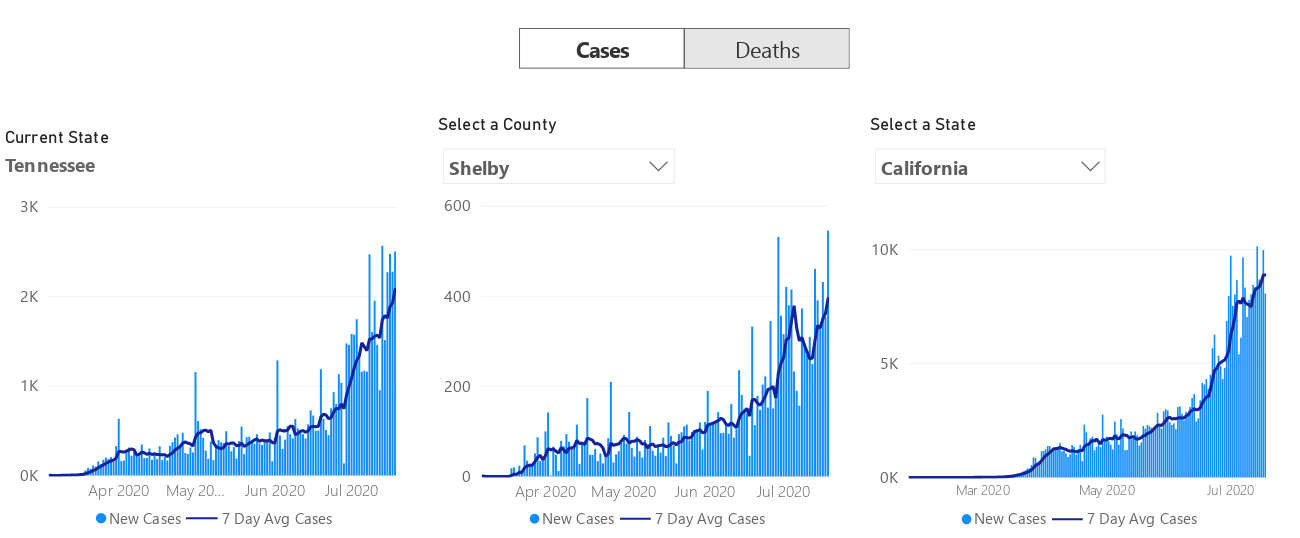 Cases Deaths
Current State
Tennessee
3K
2K
1K
0K
Apr 2020 May 20... Jun 2020 Jul 2020
New Cases 7 Day Avg Cases
Select a County
Shelby
600
400
200
0
Apr 2020 May 2020 Jun 2020 Jul 2020
New Cases 7 Day Avg Cases
Select a State
California
10K
5K
0K
Mar 2020 May 2020 Jul 2020
New Cases 7 Day Avg Cases